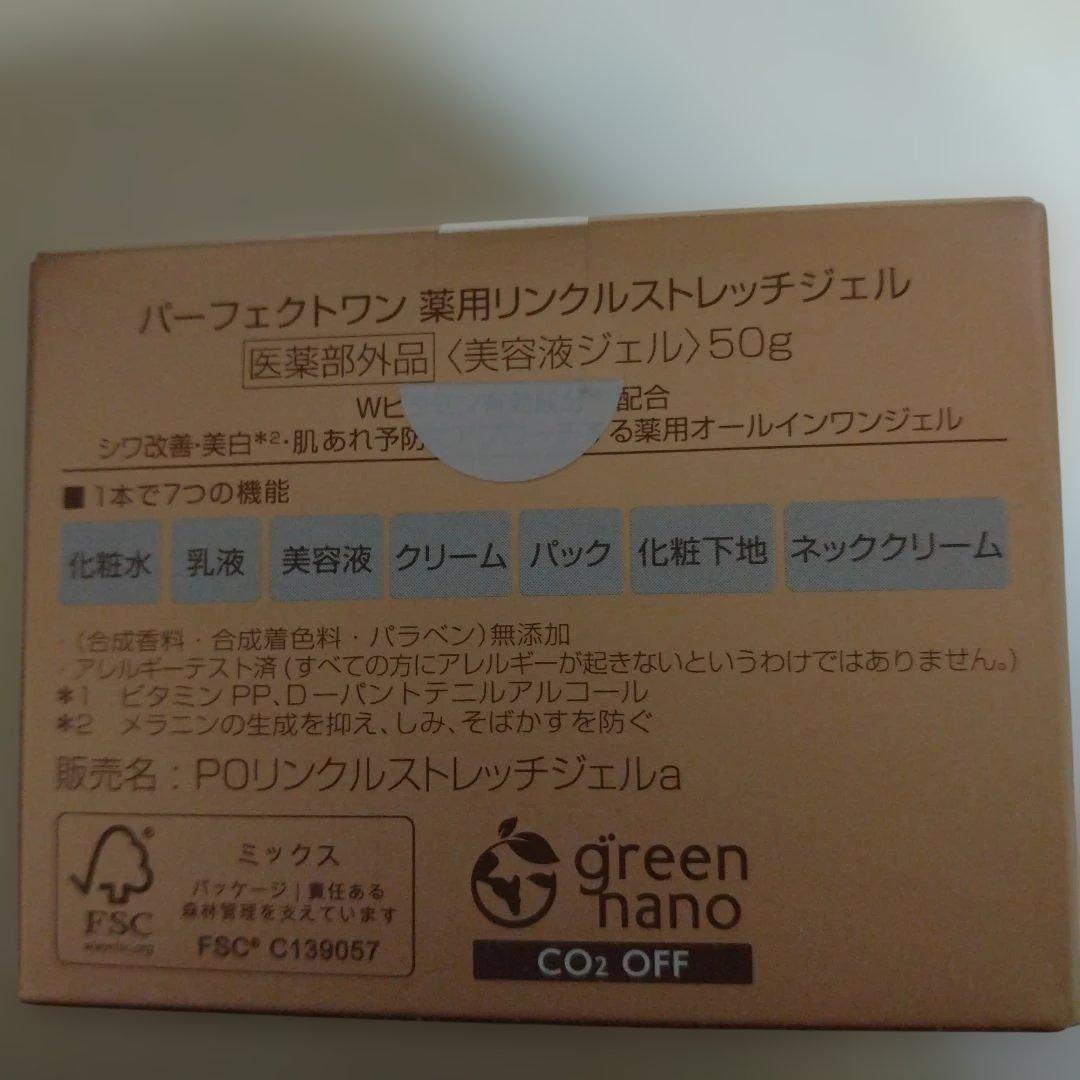 パーフェクトワン 薬用リンクルストレッチジェル
医薬部外品〈美容液ジェル〉50g
Wビ 配合
シワ改善・美白*2・肌あれ予防 る薬用オールインワンジェル
■1本で7つの機能
化粧水 乳液 美容液 クリーム パック 化粧下地 ネッククリーム
・(合成香料・合成着色料・パラベン)無添加
・アレルギーテスト済(すべての方にアレルギーが起きないというわけではありません。)
*1 ビタミンPP、D-パントテニルアルコール
*2 メラニンの生成を抑え、しみ、そばかすを防ぐ
販売名:POリンクルストレッチジェルa
ミックス
パッケージ|責任ある
森林管理を支えています
FSC® C139057
FSC
green
nano
CO2 OFF